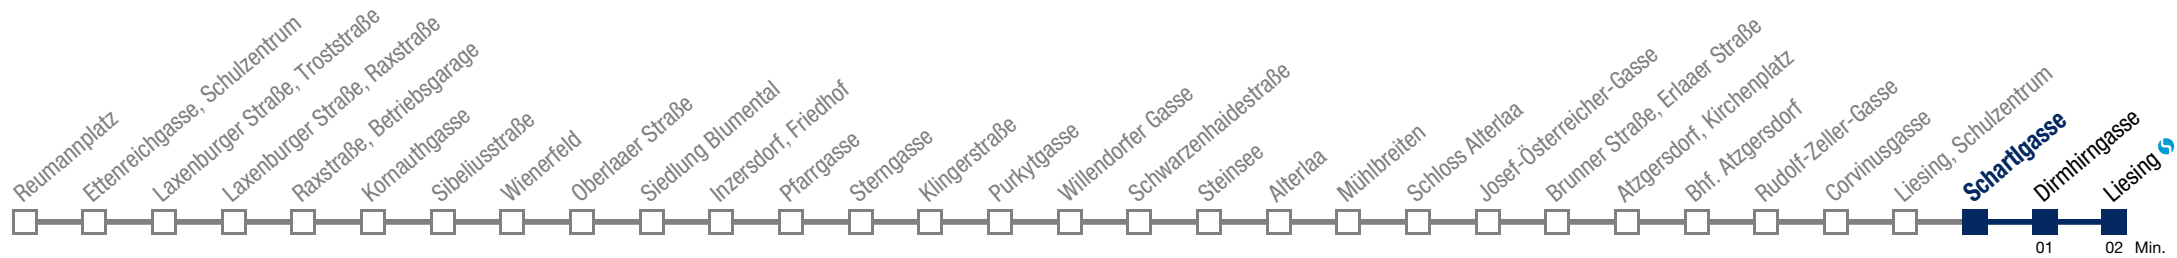 Reumannplatz
Ettenreichgasse, Schulzentrum
Laxenburger Straße, Troststraße
Laxenburger Straße, Raxstraße
Raxstraße, Betriebsgarage
Kornauthgasse
Sibeliusstraße
Wienerfeld
Oberlaaer Straße
Siedlung Blumental
Inzersdorf, Friedhof
Pfarrgasse
Sterngasse
Klingerstraße
Purkytgasse
Willendorfer Gasse
Schwarzenhaidestraße
Steinsee
Alterlaa
Mühlbreiten
Schloss Alterlaa
Josef-Österreicher-Gasse
Brunner Straße, Erlaaer Straße
Atzgersdorf, Kirchenplatz
Bhf. Atzgersdorf
Rudolf-Zeller-Gasse
Corvinusgasse
Liesing, Schulzentrum
Schartlgasse
Dirmhirngasse
Liesing
01 02 Min.